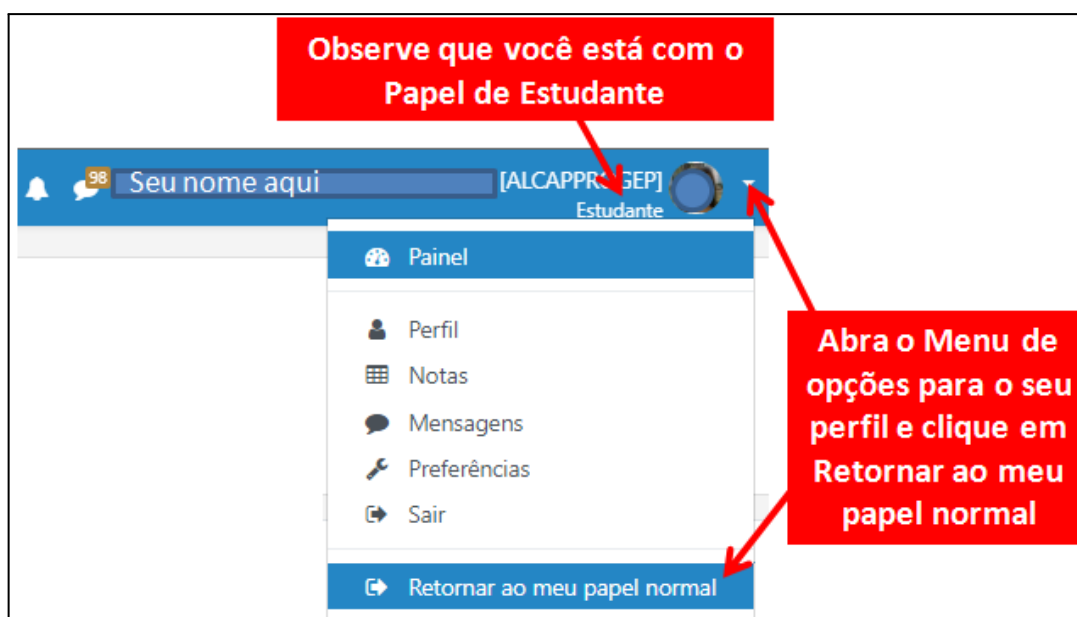 Observe que você está com o
Papel de Estudante
98
Seu nome aqui
[ALCAPPROGEP]
Estudante
Painel
Perfil
Notas
Mensagens
Preferências
Sair
Retornar ao meu papel normal
Abra o Menu de
opções para o seu
perfil e clique em
Retornar ao meu
papel normal